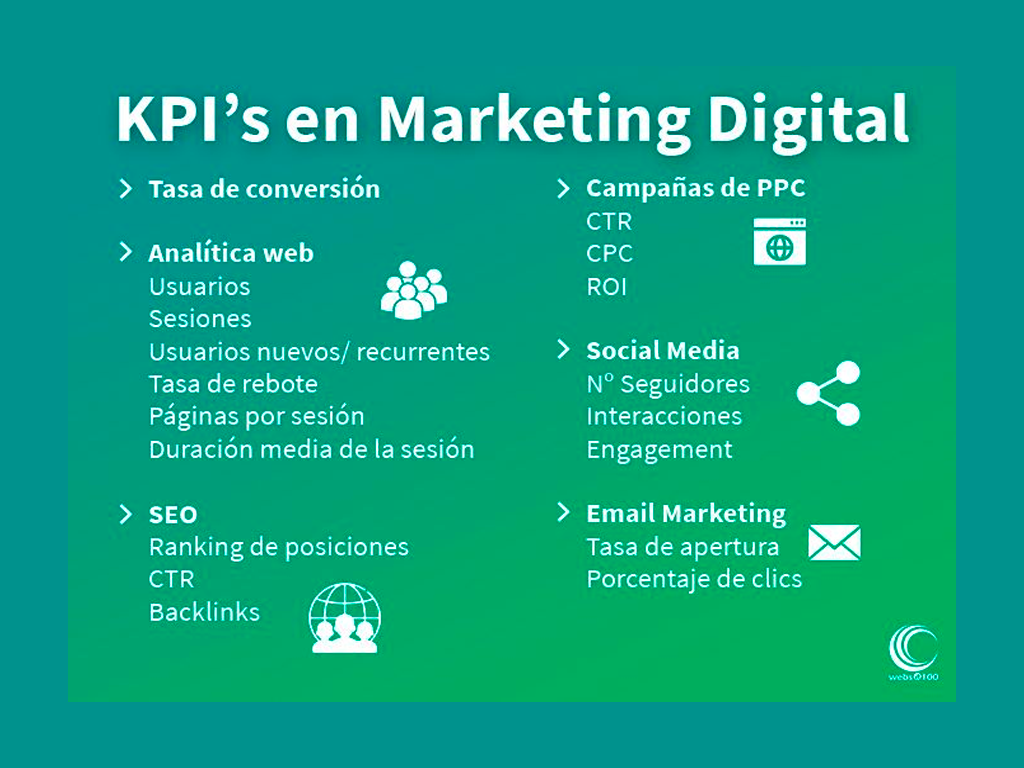 KPI's en Marketing Digital
Tasa de conversión
Analítica web
Usuarios
Sesiones
Usuarios nuevos/ recurrentes
Tasa de rebote
Páginas por sesión
Duración media de la sesión
SEO
Ranking de posiciones
CTR
Backlinks
Campañas de PPC
CTR
CPC
ROI
Social Media
Nº Seguidores
Interacciones
Engagement
Email Marketing
Tasa de apertura
Porcentaje de clics
webs@100